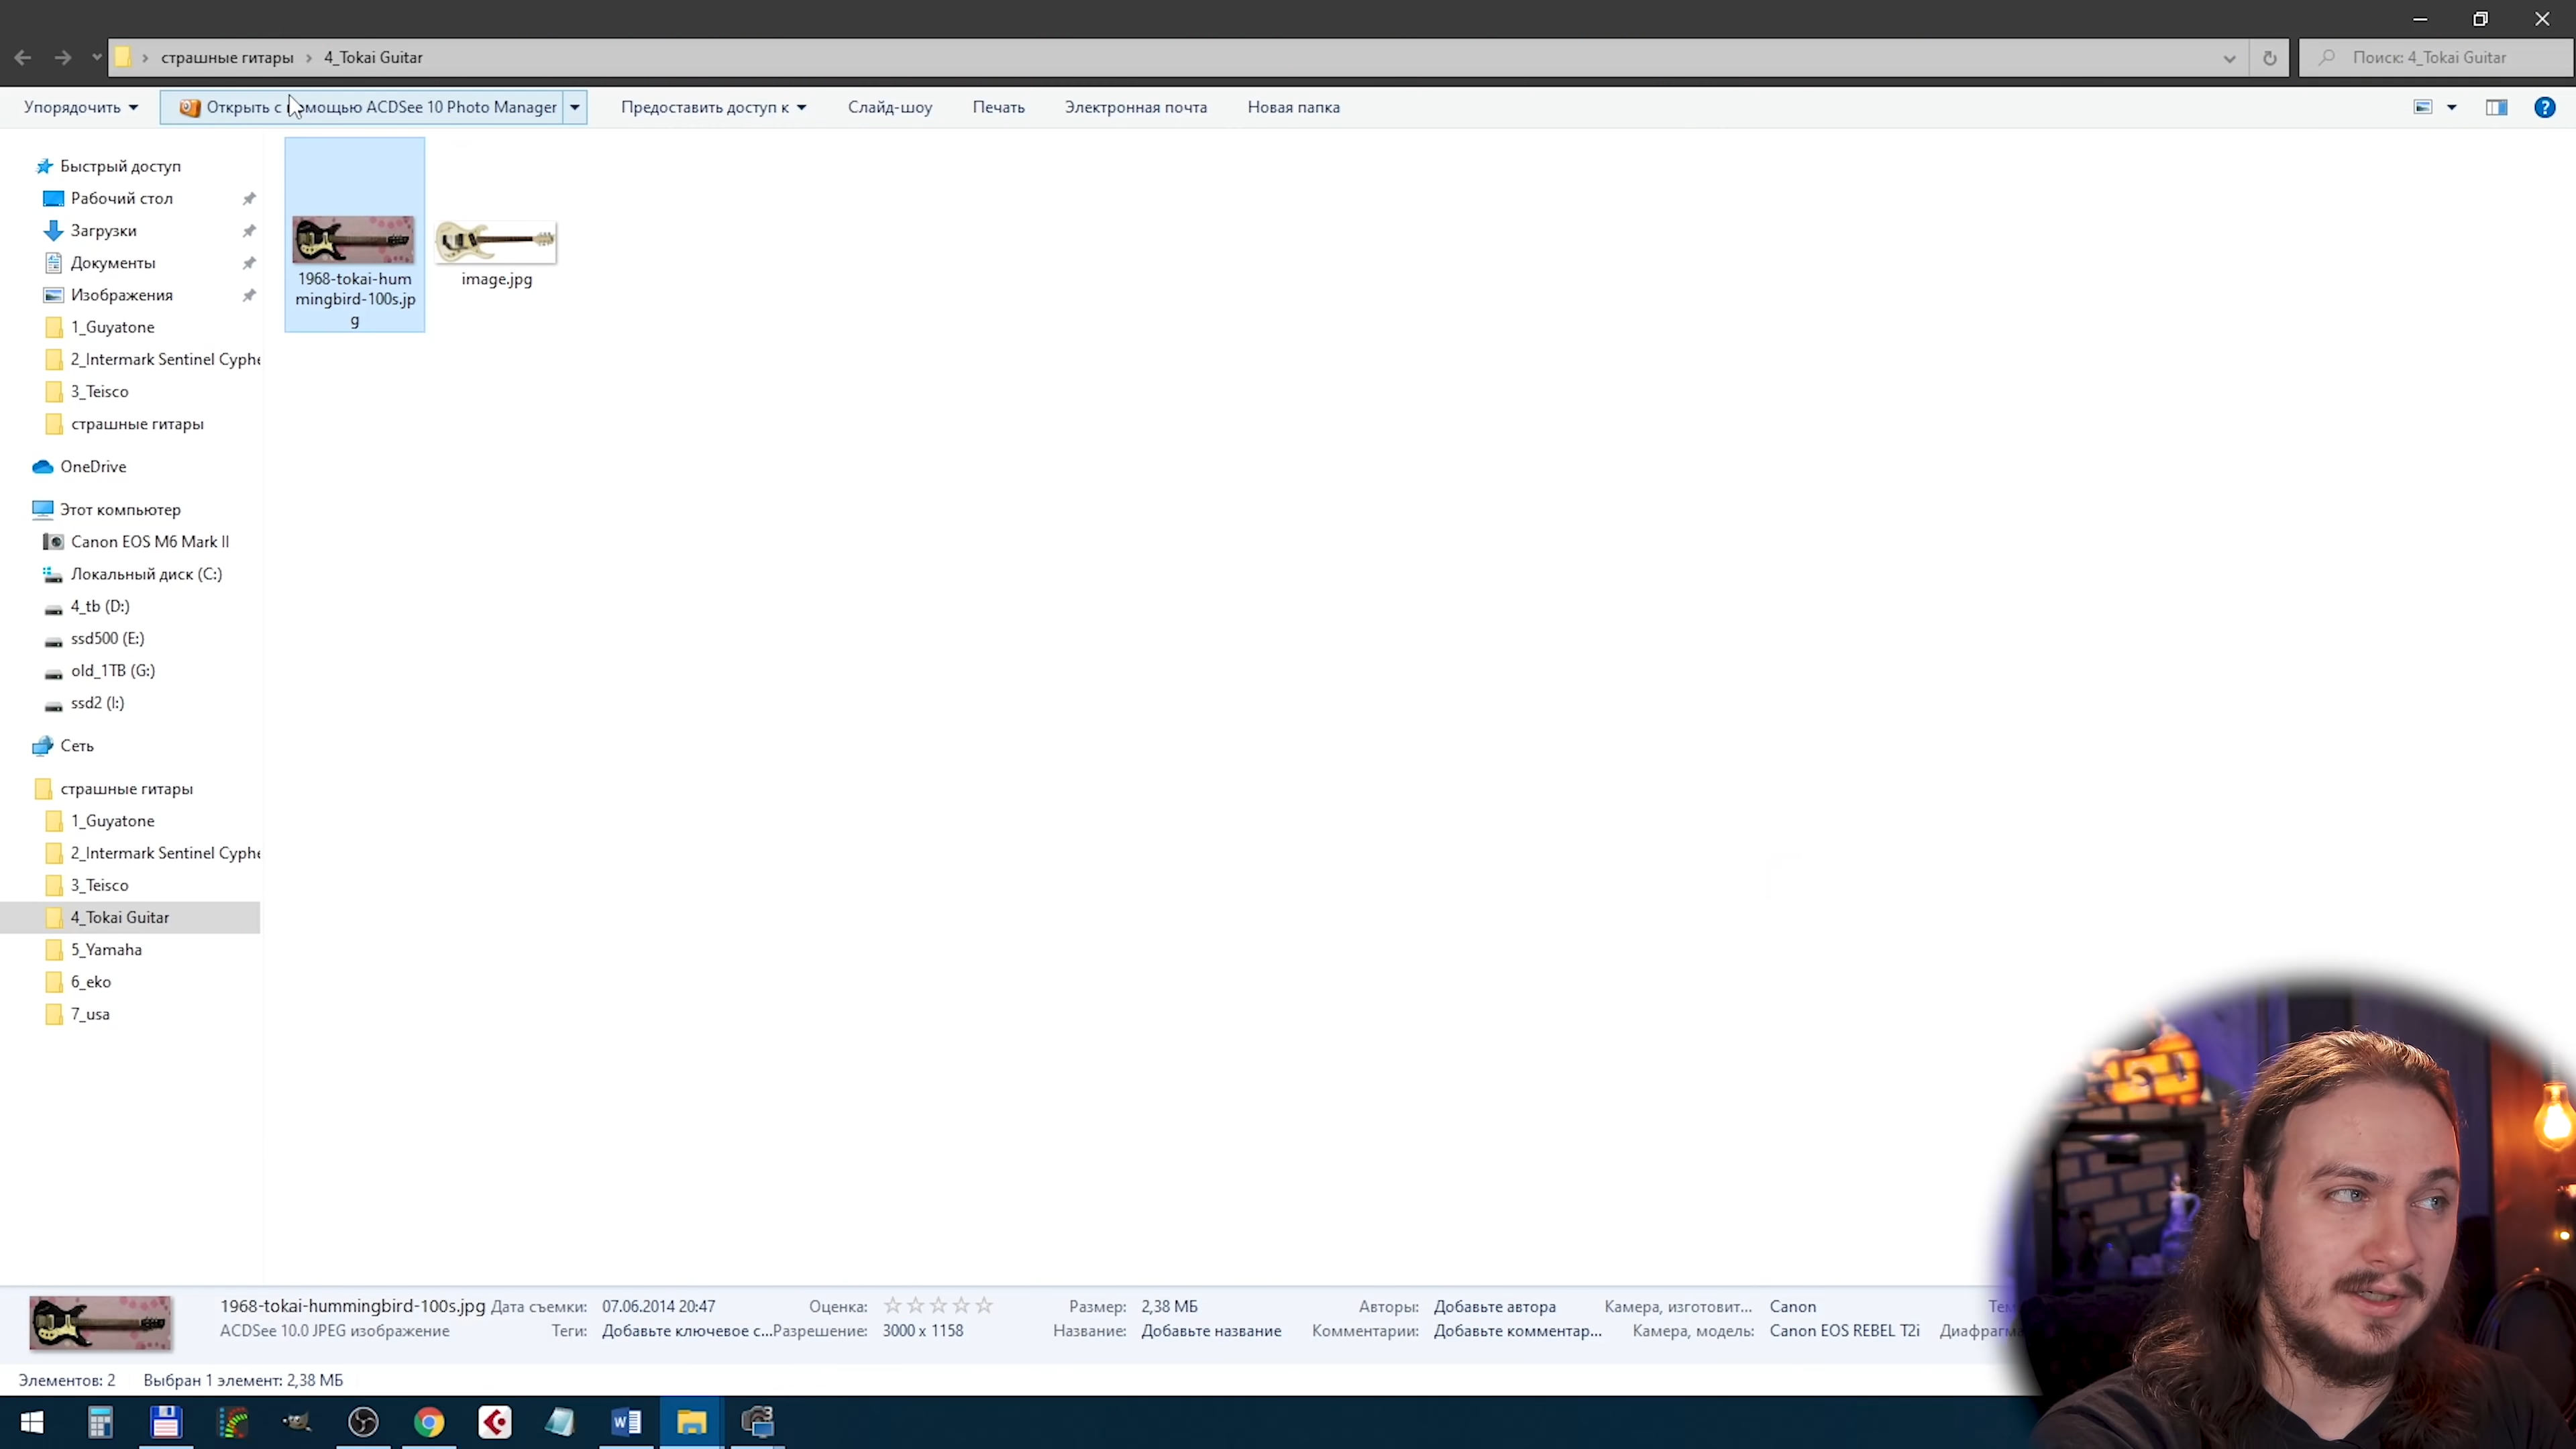 страшные гитары › 4_Tokai Guitar
Поиск: 4_Tokai Guitar
Упорядочить
Открыть с помощью ACDSee 10 Photo Manager
Предоставить доступ к
Слайд-шоу
Печать
Электронная почта
Новая папка
Быстрый доступ
Рабочий стол
Загрузки
Документы
Изображения
1_Guyatone
2_Intermark Sentinel Cyphe
3_Teisco
страшные гитары
OneDrive
Этот компьютер
Canon EOS M6 Mark II
Локальный диск (C:)
4_tb (D:)
ssd500 (E:)
old_1TB (G:)
ssd2 (I:)
Сеть
страшные гитары
1_Guyatone
2_Intermark Sentinel Cyphe
3_Teisco
4_Tokai Guitar
5_Yamaha
6_eko
7_usa
1968-tokai-hum
mingbird-100s.jp
g
image.jpg
1968-tokai-hummingbird-100s.jpg
ACDSee 10.0 JPEG изображение
Дата съемки: 07.06.2014 20:47
Теги: Добавьте ключевое с...
Оценка:
Разрешение: 3000 x 1158
Размер: 2,38 МБ
Название: Добавьте название
Авторы: Добавьте автора
Комментарии: Добавьте комментар...
Камера, изготовит... Canon
Камера, модель: Canon EOS REBEL T2i
Элементов: 2 Выбран 1 элемент: 2,38 МБ